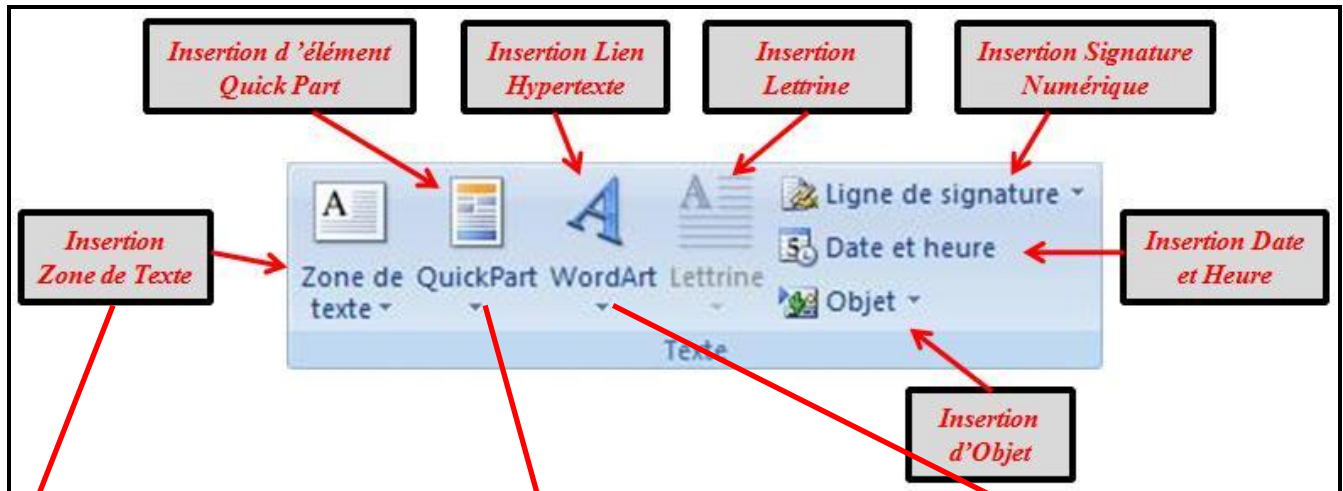 Insertion d 'élément
Quick Part
Insertion Lien
Hypertexte
Insertion
Lettrine
Insertion Signature
Numérique
Insertion
Zone de Texte
Zone de
texte
QuickPart
WordArt
Lettrine
Ligne de signature
Date et heure
Objet
Texte
Insertion Date
et Heure
Insertion
d'Objet